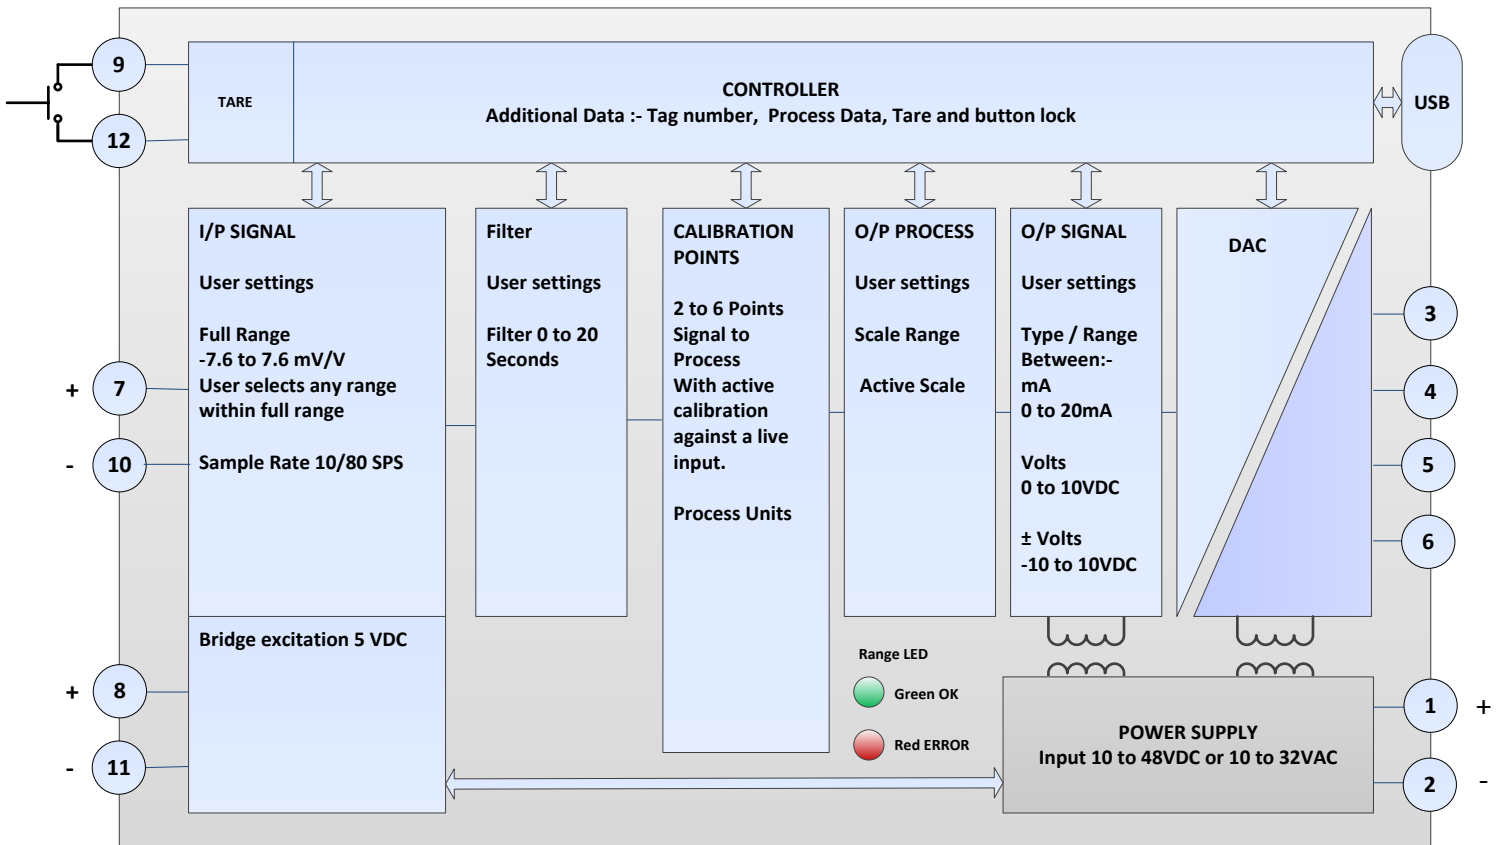 9
12
TARE
CONTROLLER
Additional Data :- Tag number, Process Data, Tare and button lock
USB
I/P SIGNAL
User settings
Full Range
-7.6 to 7.6 mV/V
User selects any range
within full range
Sample Rate 10/80 SPS
+ 7
- 10
Filter
User settings
Filter 0 to 20
Seconds
CALIBRATION
POINTS
2 to 6 Points
Signal to
Process
With active
calibration
against a live
input.
Process Units
O/P PROCESS
User settings
Scale Range
Active Scale
O/P SIGNAL
User settings
Type / Range
Between:-
mA
0 to 20mA
Volts
0 to 10VDC
± Volts
-10 to 10VDC
DAC
3
4
5
6
Bridge excitation 5 VDC
+ 8
- 11
Range LED
Green OK
Red ERROR
POWER SUPPLY
Input 10 to 48VDC or 10 to 32VAC
1 +
2 -